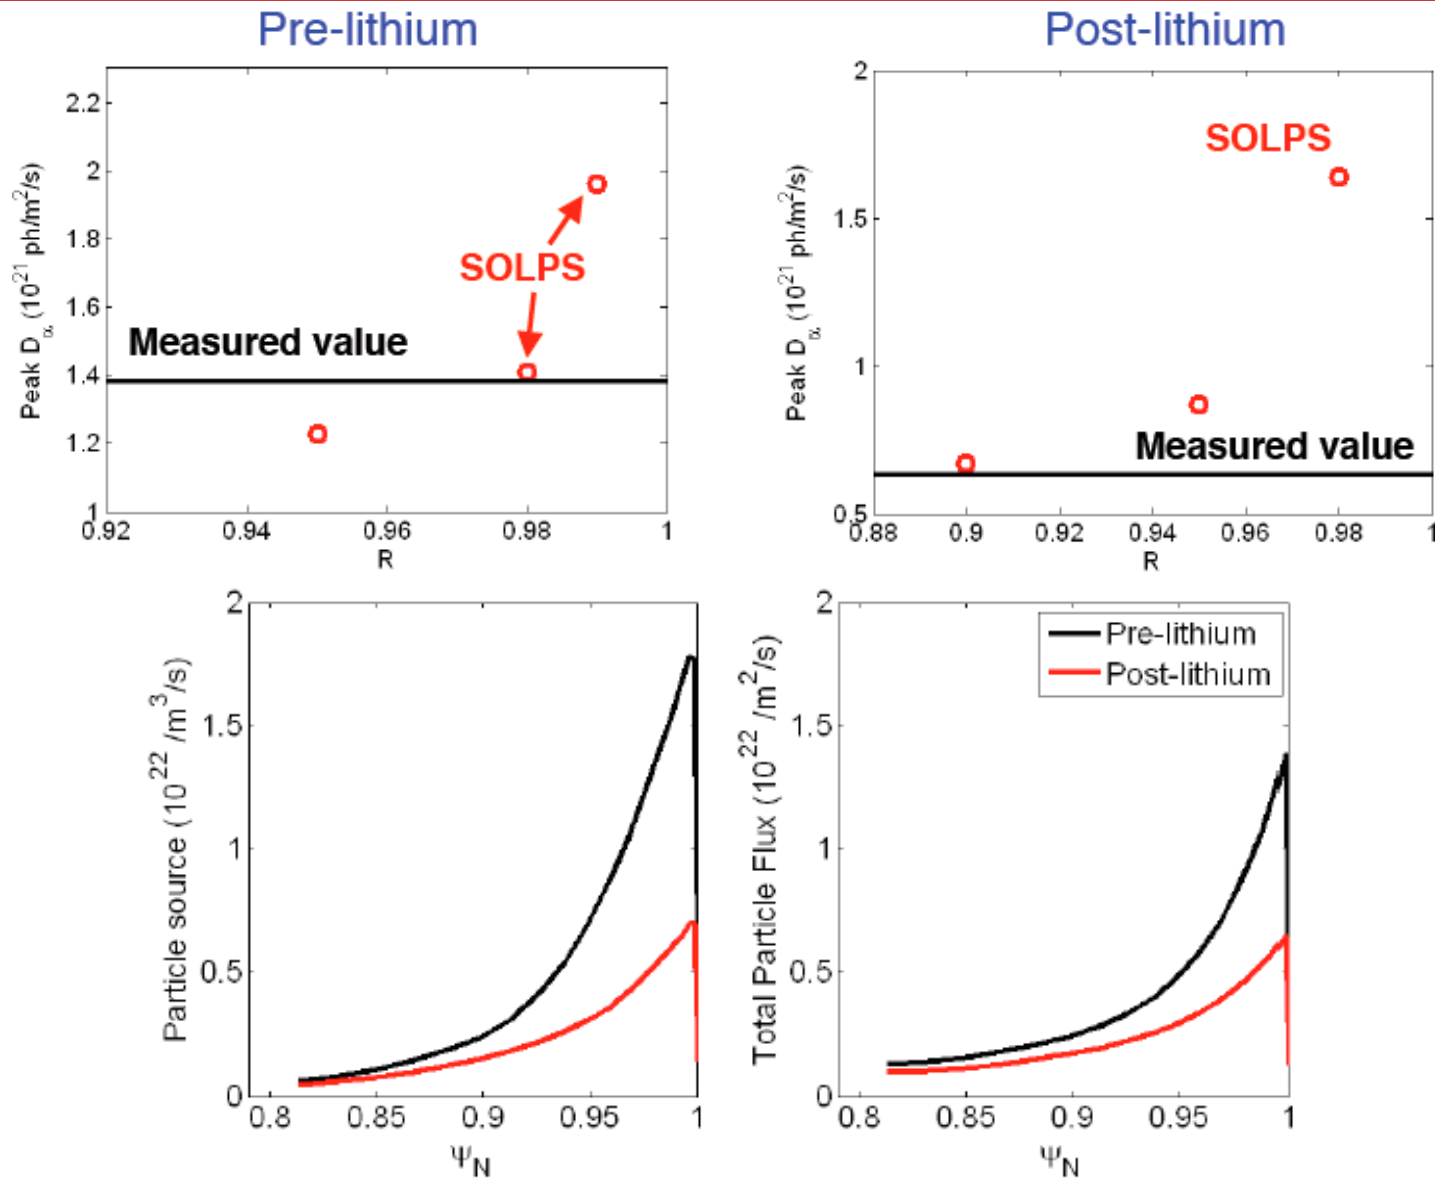 Pre-lithium
Post-lithium
2.2
2
1.8
1.6
1.4
1.2
1
Peak Dα (10^21 ph/m^2/s)
SOLPS
Measured value
0.92
0.94
0.96
0.98
1
R
2
1.5
1
0.5
Peak Dα (10^21 ph/m^2/s)
SOLPS
Measured value
0.88
0.9
0.92
0.94
0.96
0.98
1
R
2
1.5
1
0.5
0
Particle source (10^22 /m^3/s)
0.8
0.85
0.9
0.95
1
ψN
2
1.5
1
0.5
0
Total Particle Flux (10^22 /m^2/s)
Pre-lithium
Post-lithium
0.8
0.85
0.9
0.95
1
ψN